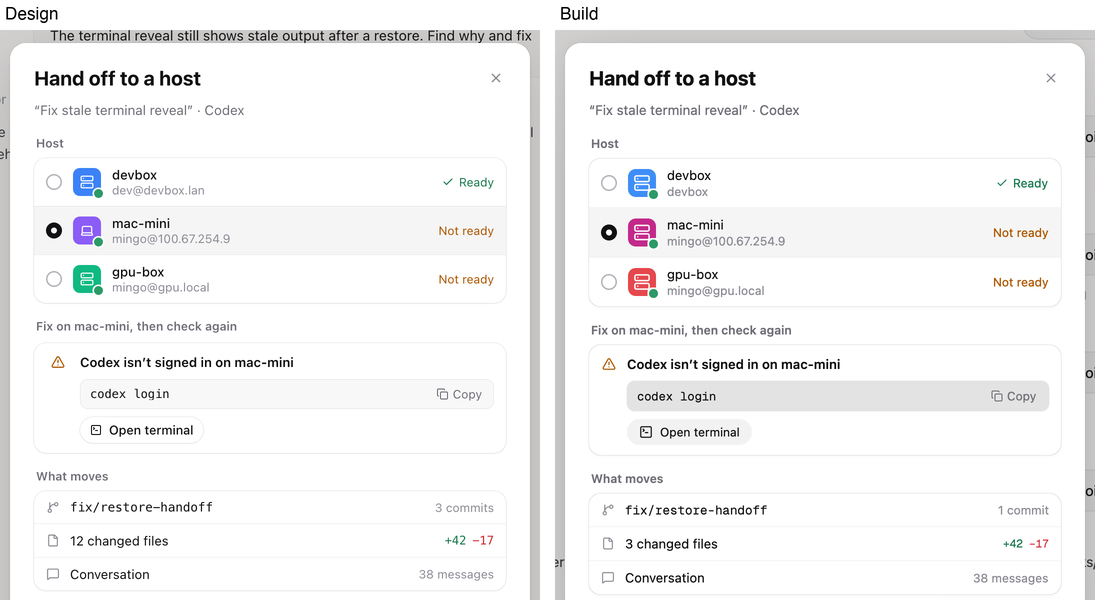 Design
The terminal reveal still shows stale output after a restore. Find why and fix
Hand off to a host
“Fix stale terminal reveal” · Codex
Host
devbox
dev@devbox.lan
Ready
mac-mini
mingo@100.67.254.9
Not ready
gpu-box
mingo@gpu.local
Not ready
Fix on mac-mini, then check again
Codex isn’t signed in on mac-mini
codex login
Copy
Open terminal
What moves
fix/restore-handoff
3 commits
12 changed files
+42 −17
Conversation
38 messages
Build
Hand off to a host
“Fix stale terminal reveal” · Codex
Host
devbox
devbox
Ready
mac-mini
mingo@100.67.254.9
Not ready
gpu-box
mingo@gpu.local
Not ready
Fix on mac-mini, then check again
Codex isn’t signed in on mac-mini
codex login
Copy
Open terminal
What moves
fix/restore-handoff
1 commit
3 changed files
+42 −17
Conversation
38 messages